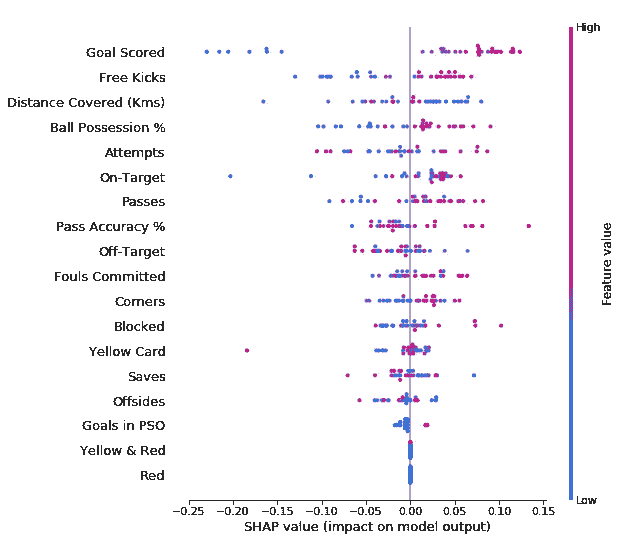 High
Goal Scored
Free Kicks
Distance Covered (Kms)
Ball Possession %
Attempts
On-Target
Passes
Pass Accuracy %
Off-Target
Fouls Committed
Corners
Blocked
Yellow Card
Saves
Offsides
Goals in PSO
Yellow & Red
Red
Feature value
Low
−0.25 −0.20 −0.15 −0.10 −0.05 0.00 0.05 0.10 0.15
SHAP value (impact on model output)